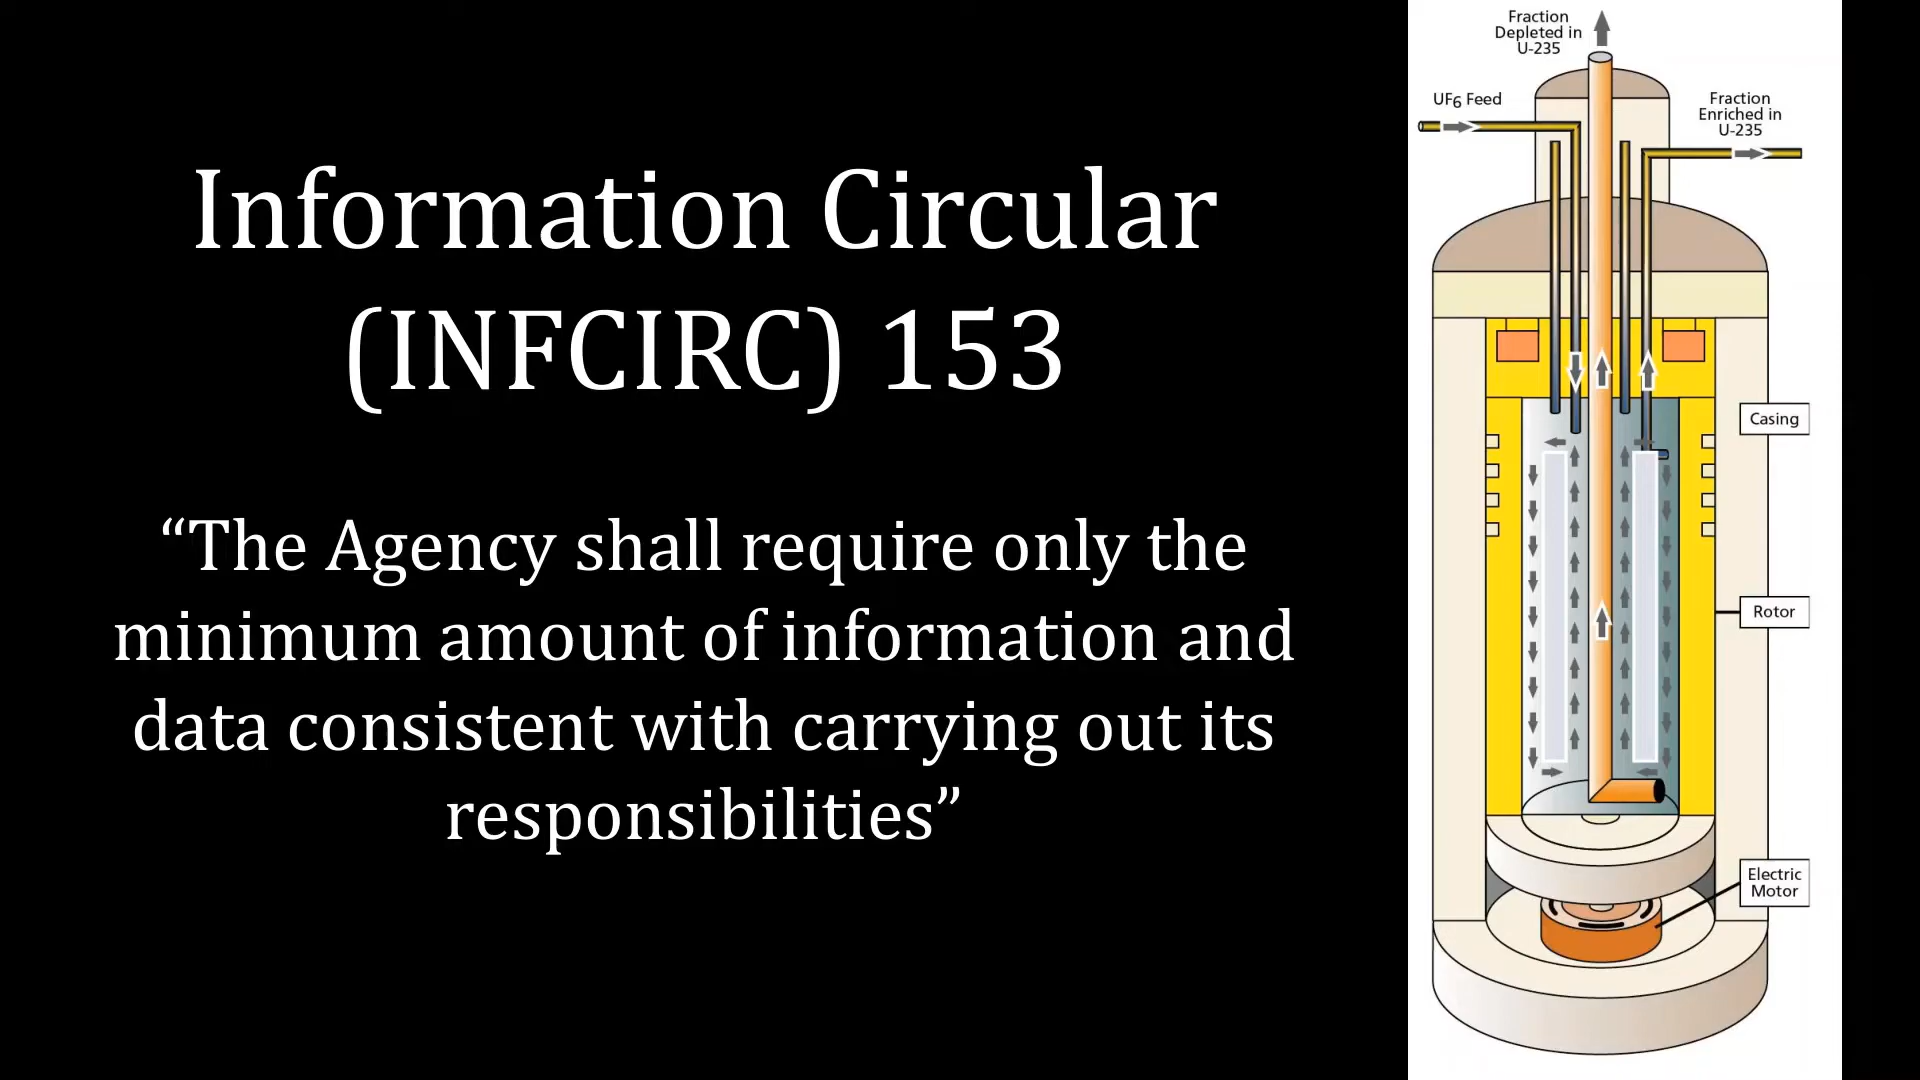 Information Circular
(INFCIRC) 153
“The Agency shall require only the
minimum amount of information and
data consistent with carrying out its
responsibilities”
Fraction
Depleted in
U-235
UF6 Feed
Fraction
Enriched in
U-235
Casing
Rotor
Electric
Motor